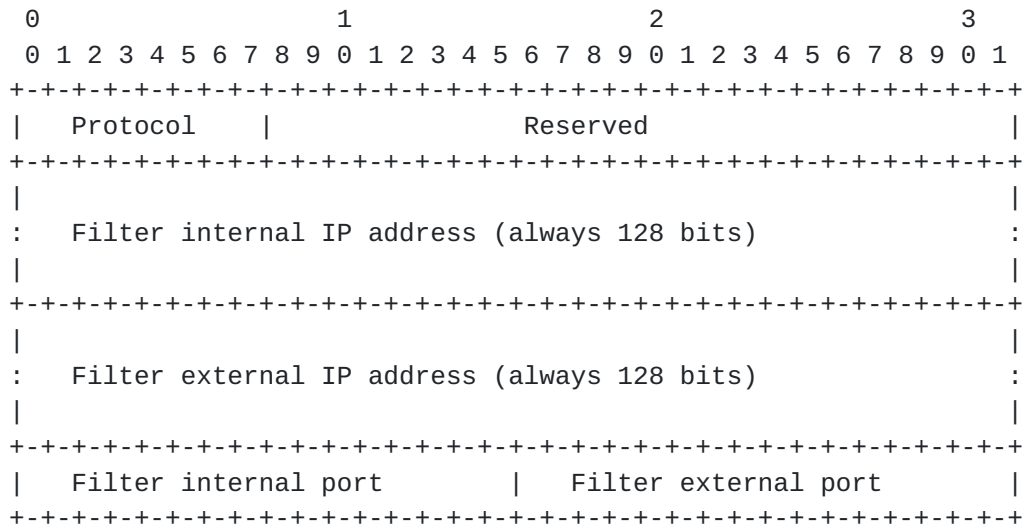 0                   1                   2                   3
 0 1 2 3 4 5 6 7 8 9 0 1 2 3 4 5 6 7 8 9 0 1 2 3 4 5 6 7 8 9 0 1
+-+-+-+-+-+-+-+-+-+-+-+-+-+-+-+-+-+-+-+-+-+-+-+-+-+-+-+-+-+-+-+-+
|   Protocol    |                Reserved                       |
+-+-+-+-+-+-+-+-+-+-+-+-+-+-+-+-+-+-+-+-+-+-+-+-+-+-+-+-+-+-+-+-+
|                                                               |
:   Filter internal IP address (always 128 bits)                :
|                                                               |
+-+-+-+-+-+-+-+-+-+-+-+-+-+-+-+-+-+-+-+-+-+-+-+-+-+-+-+-+-+-+-+-+
|                                                               |
:   Filter external IP address (always 128 bits)                :
|                                                               |
+-+-+-+-+-+-+-+-+-+-+-+-+-+-+-+-+-+-+-+-+-+-+-+-+-+-+-+-+-+-+-+-+
|   Filter internal port        |   Filter external port        |
+-+-+-+-+-+-+-+-+-+-+-+-+-+-+-+-+-+-+-+-+-+-+-+-+-+-+-+-+-+-+-+-+